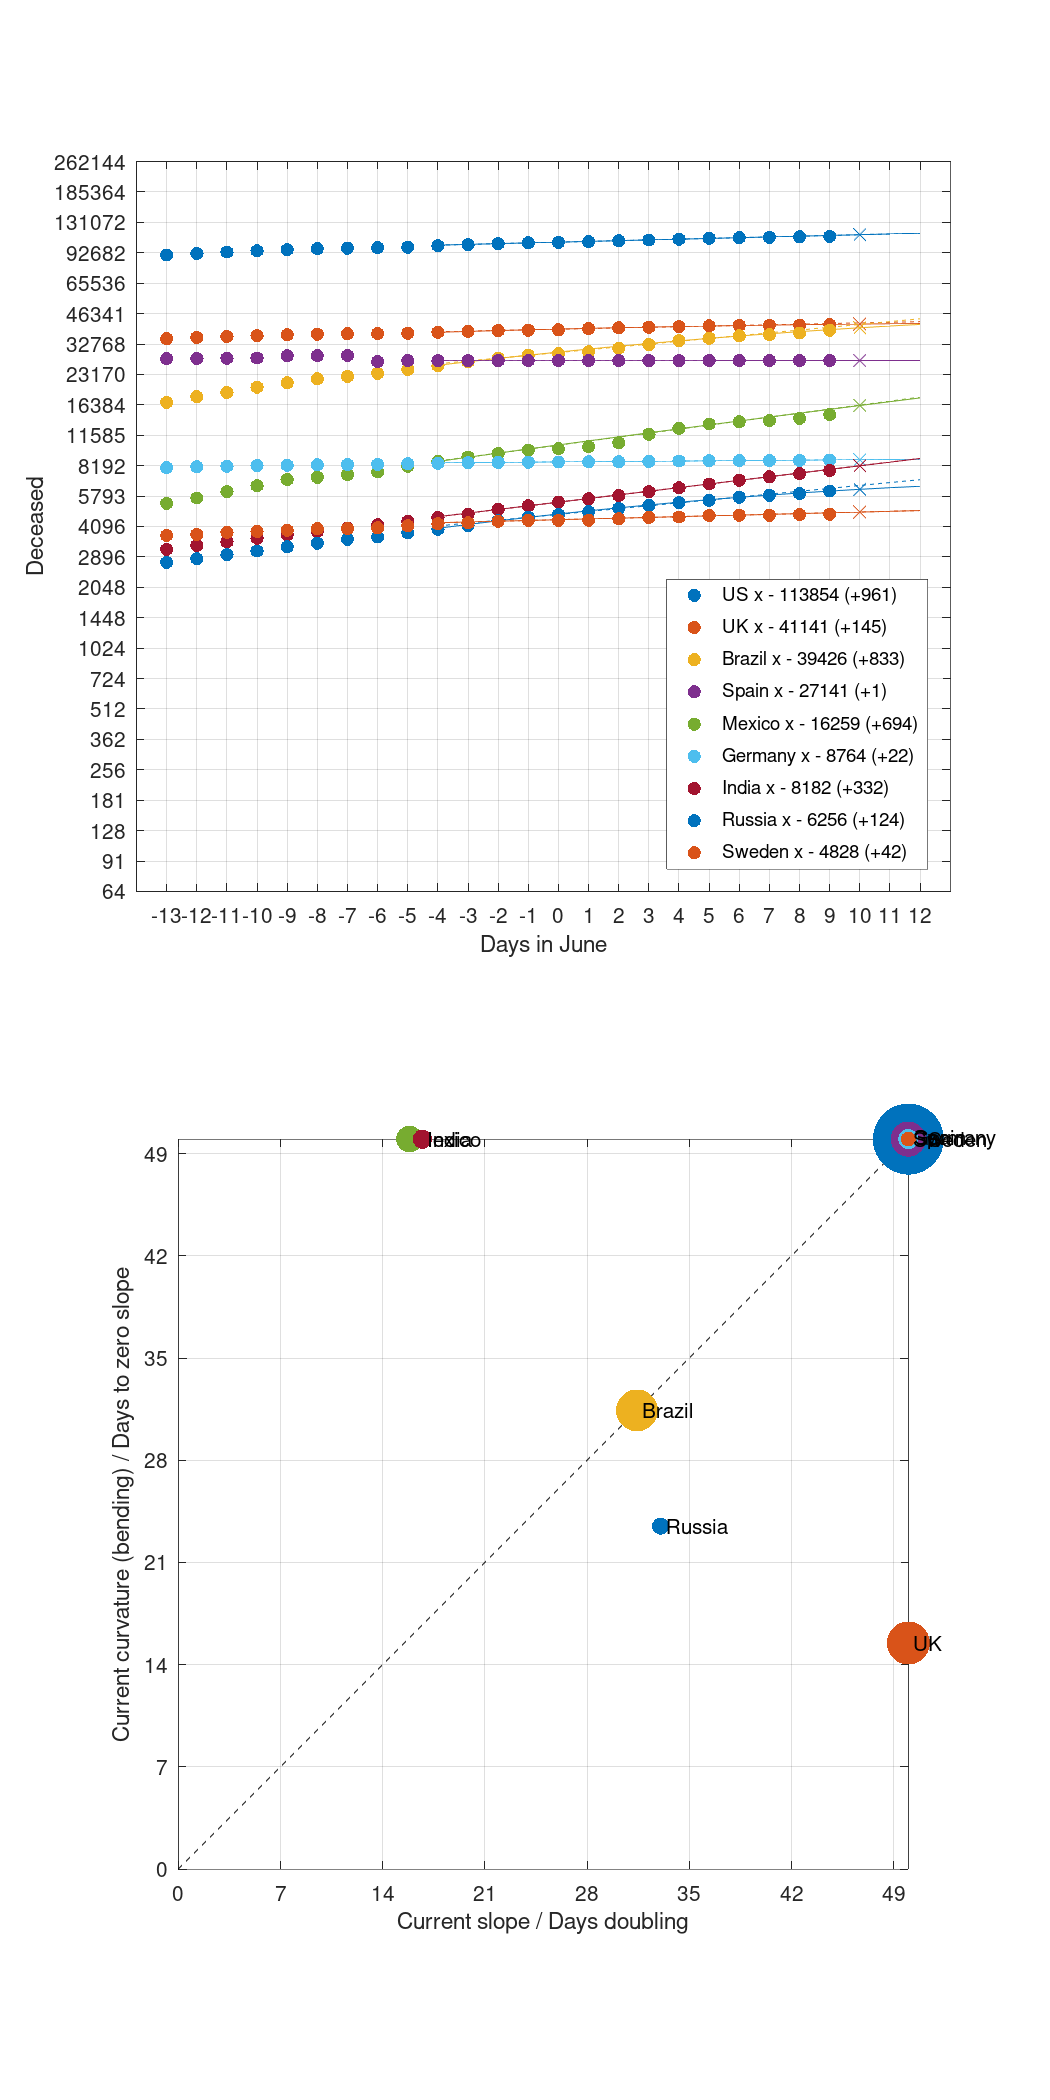 262144
185364
131072
92682
65536
46341
32768
23170
16384
11585
8192
5793
4096
2896
2048
1448
1024
724
512
362
256
181
128
91
64
Deceased
US x - 113854 (+961)
UK x - 41141 (+145)
Brazil x - 39426 (+833)
Spain x - 27141 (+1)
Mexico x - 16259 (+694)
Germany x - 8764 (+22)
India x - 8182 (+332)
Russia x - 6256 (+124)
Sweden x - 4828 (+42)
-13 -12 -11 -10 -9 -8 -7 -6 -5 -4 -3 -2 -1 0 1 2 3 4 5 6 7 8 9 10 11 12
Days in June
49
42
35
28
21
14
7
0
Current curvature (bending) / Days to zero slope
Brazil
Russia
UK
0 7 14 21 28 35 42 49
Current slope / Days doubling